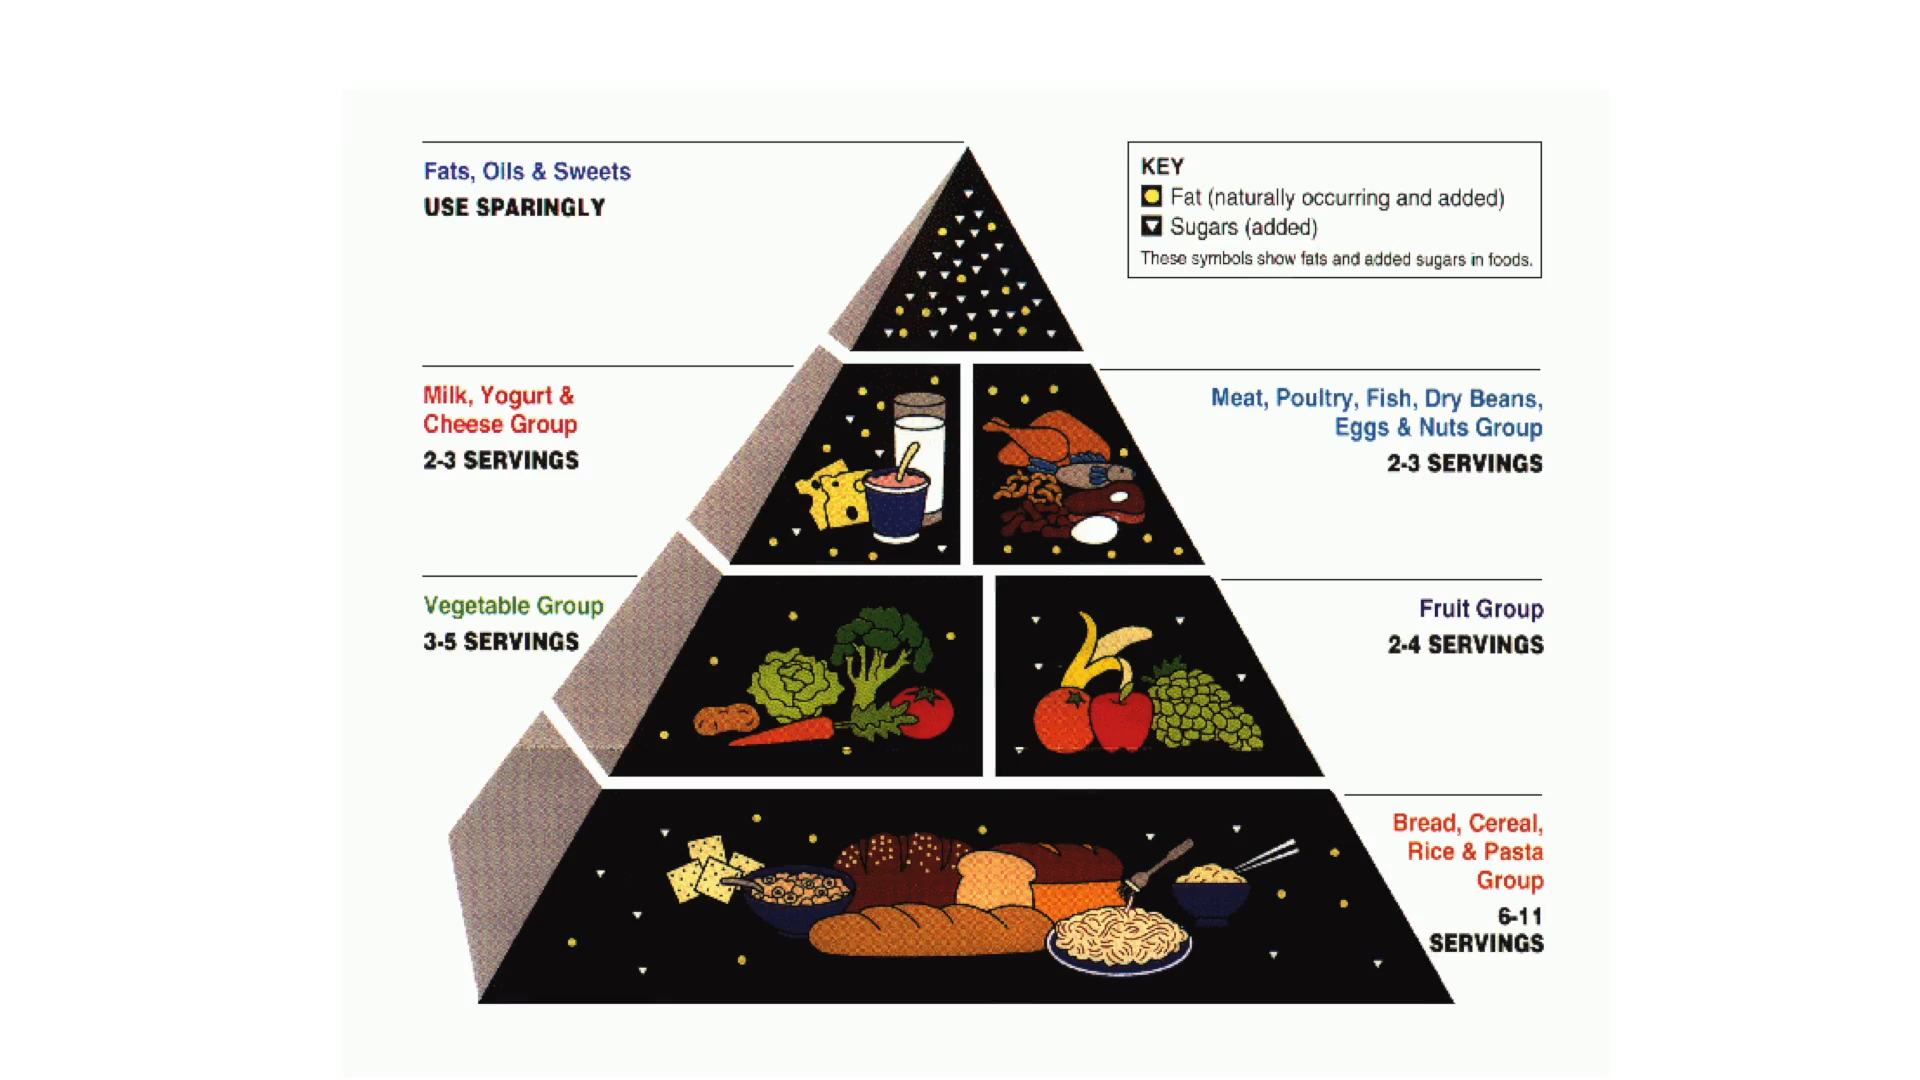 Fats, Oils & Sweets
USE SPARINGLY
KEY
Fat (naturally occurring and added)
Sugars (added)
These symbols show fats and added sugars in foods.
Milk, Yogurt &
Cheese Group
2-3 SERVINGS
Meat, Poultry, Fish, Dry Beans,
Eggs & Nuts Group
2-3 SERVINGS
Vegetable Group
3-5 SERVINGS
Fruit Group
2-4 SERVINGS
Bread, Cereal,
Rice & Pasta
Group
6-11
SERVINGS